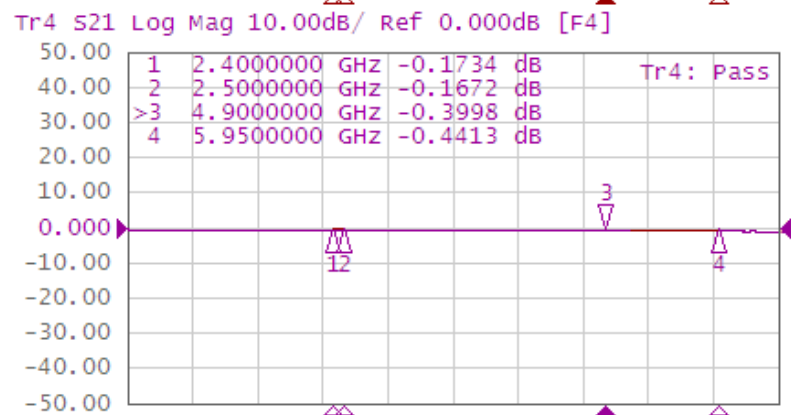 Tr4 S21 Log Mag 10.00dB/ Ref 0.000dB [F4]
50.00
1 2.4000000 GHz -0.1734 dB
Tr4: Pass
40.00
2 2.5000000 GHz -0.1672 dB
>3 4.9000000 GHz -0.3998 dB
30.00
4 5.9500000 GHz -0.4413 dB
20.00
10.00
3
0.000
-10.00
12
4
-20.00
-30.00
-40.00
-50.00